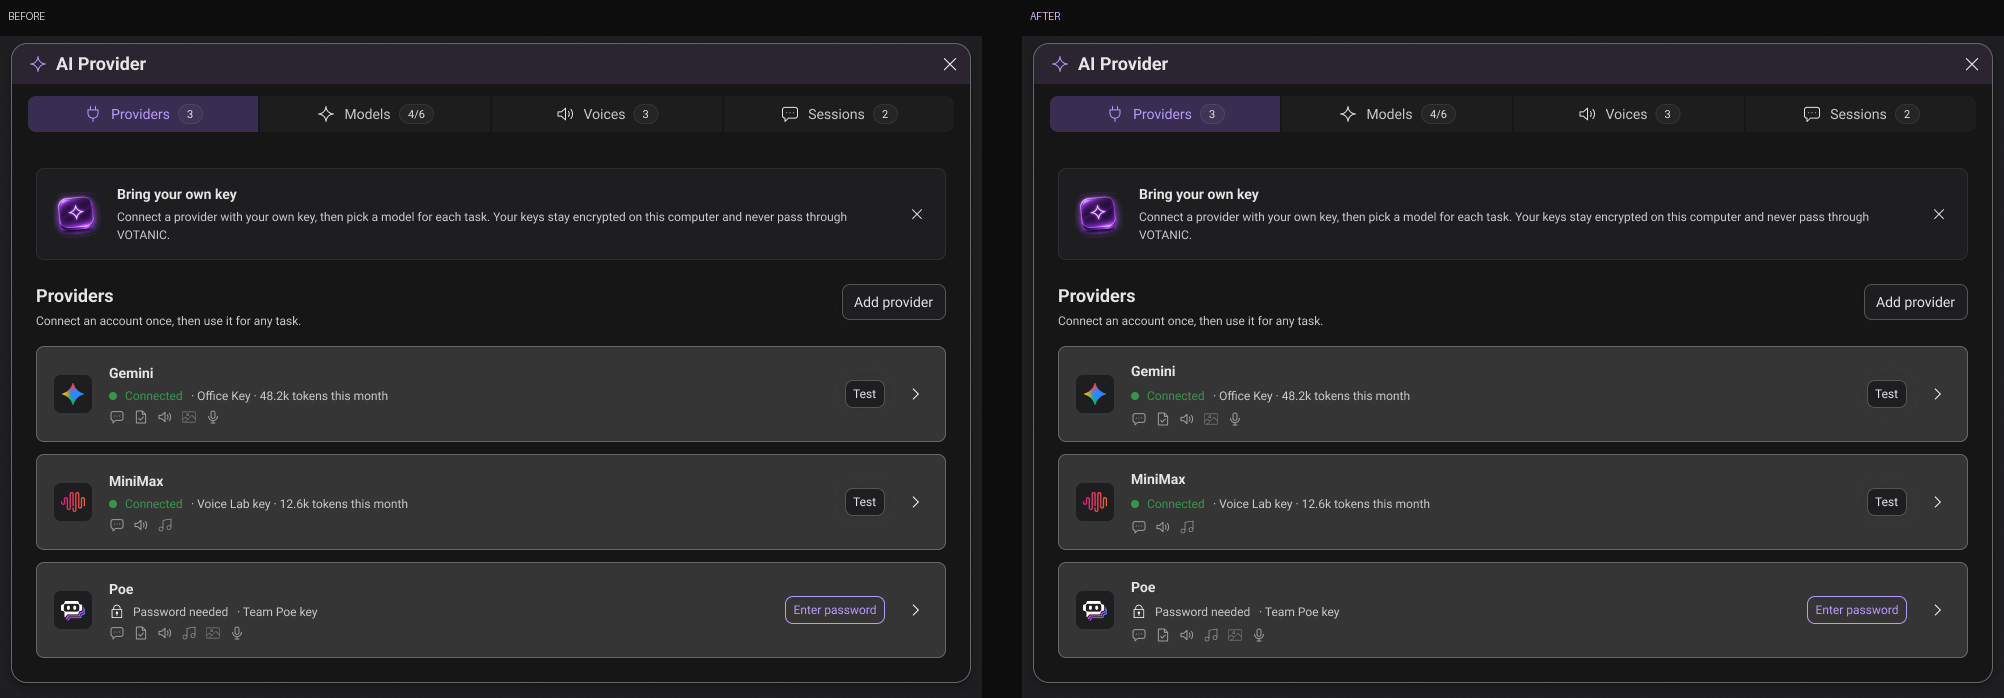 BEFORE
AI Provider
Providers 3
Models 4/6
Voices 3
Sessions 2
Bring your own key
Connect a provider with your own key, then pick a model for each task. Your keys stay encrypted on this computer and never pass through
VOTANIC.
Providers
Connect an account once, then use it for any task.
Add provider
Gemini
Connected · Office Key · 48.2k tokens this month
Test
MiniMax
Connected · Voice Lab key · 12.6k tokens this month
Test
Poe
Password needed · Team Poe key
Enter password
AFTER
AI Provider
Providers 3
Models 4/6
Voices 3
Sessions 2
Bring your own key
Connect a provider with your own key, then pick a model for each task. Your keys stay encrypted on this computer and never pass through
VOTANIC.
Providers
Connect an account once, then use it for any task.
Add provider
Gemini
Connected · Office Key · 48.2k tokens this month
Test
MiniMax
Connected · Voice Lab key · 12.6k tokens this month
Test
Poe
Password needed · Team Poe key
Enter password